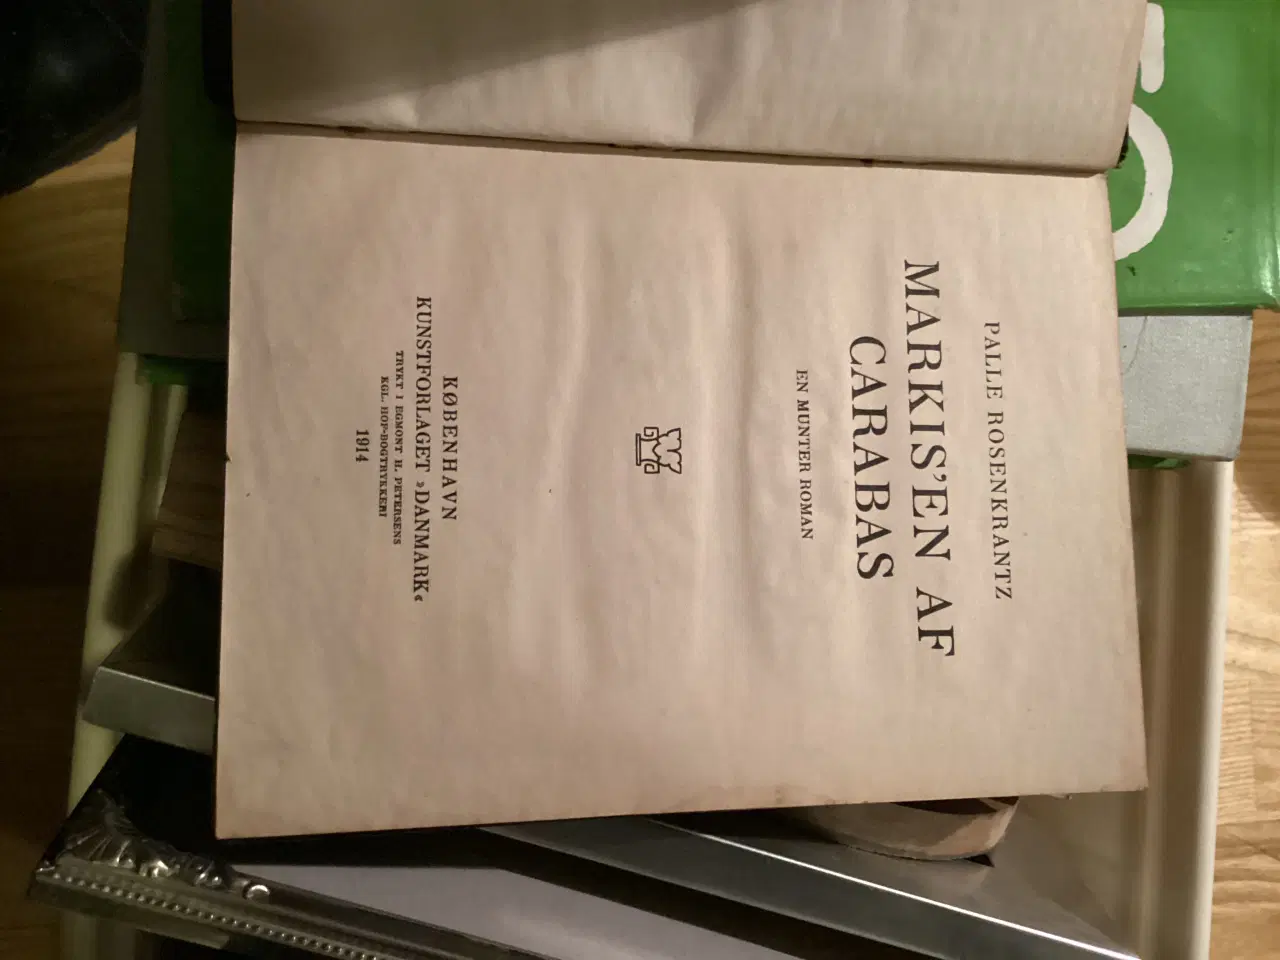 PALLE ROSENKRANTZ
MARKIS'EN AF
CARABAS
EN MUNTER ROMAN
KØBENHAVN
KUNSTFORLAGET »DANMARK«
TRYKT I EGMONT H. PETERSENS
KGL. HOF-BOGTRYKKERI
1914